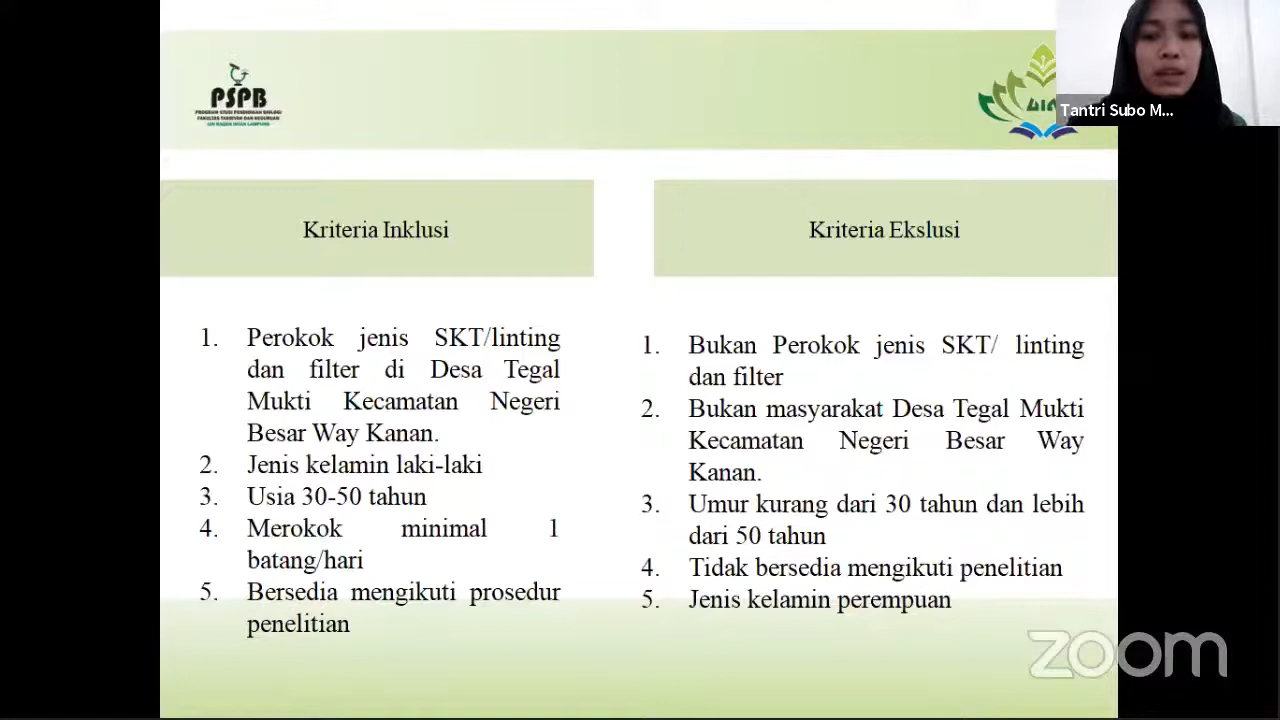 PSPB
PROGRAM STUDI PENDIDIKAN BIOLOGI
FAKULTAS TARBIYAH DAN KEGURUAN
UIN RADEN INTAN LAMPUNG
Tantri Subo M...
Kriteria Inklusi
Kriteria Ekslusi
1. Perokok jenis SKT/linting
dan filter di Desa Tegal
Mukti Kecamatan Negeri
Besar Way Kanan.
2. Jenis kelamin laki-laki
3. Usia 30-50 tahun
4. Merokok minimal 1
batang/hari
5. Bersedia mengikuti prosedur
penelitian
1. Bukan Perokok jenis SKT/ linting
dan filter
2. Bukan masyarakat Desa Tegal Mukti
Kecamatan Negeri Besar Way
Kanan.
3. Umur kurang dari 30 tahun dan lebih
dari 50 tahun
4. Tidak bersedia mengikuti penelitian
5. Jenis kelamin perempuan
zoom